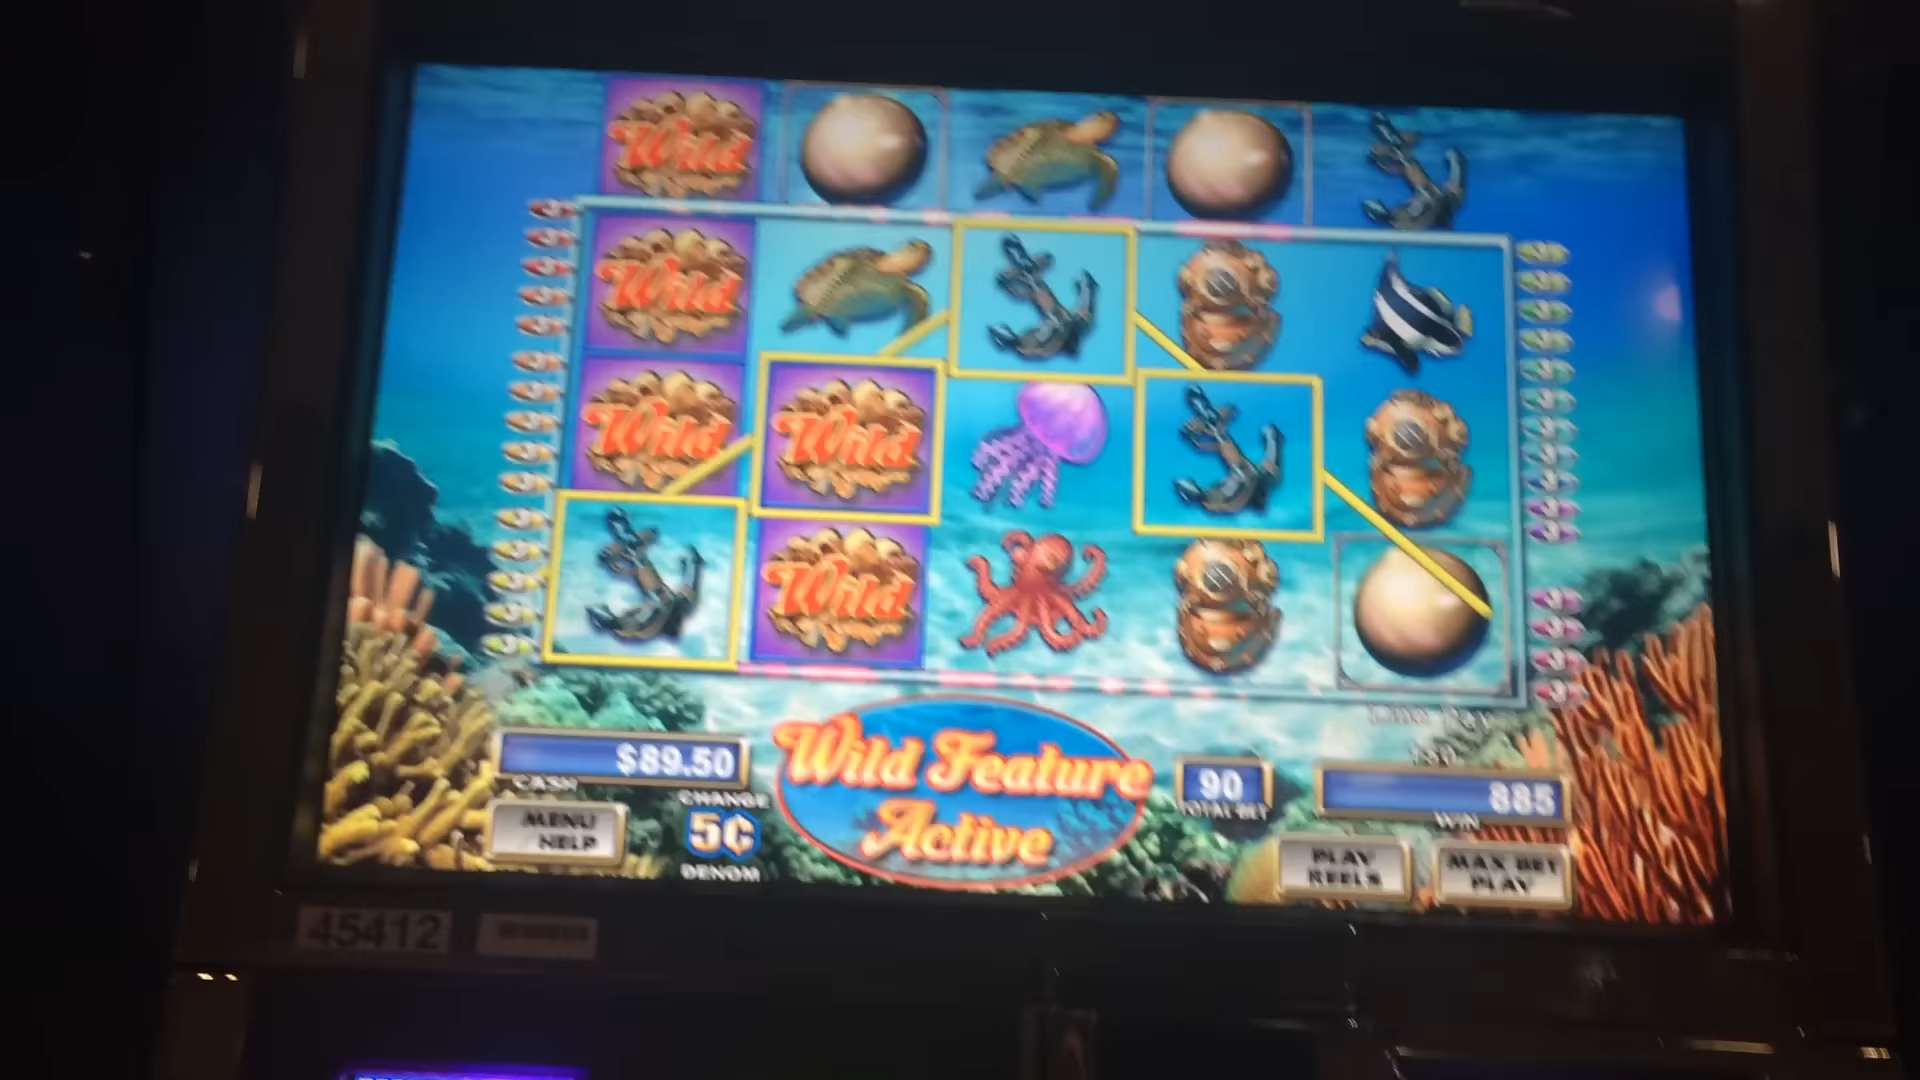 Wild
Wild
Wild
Wild
Wild
$89.50
CASH
CHANGE
5¢
DENOM
MENU
HELP
Wild Feature
Active
90
TOTAL BET
885
WIN
PLAY
REELS
MAX BET
PLAY
45412